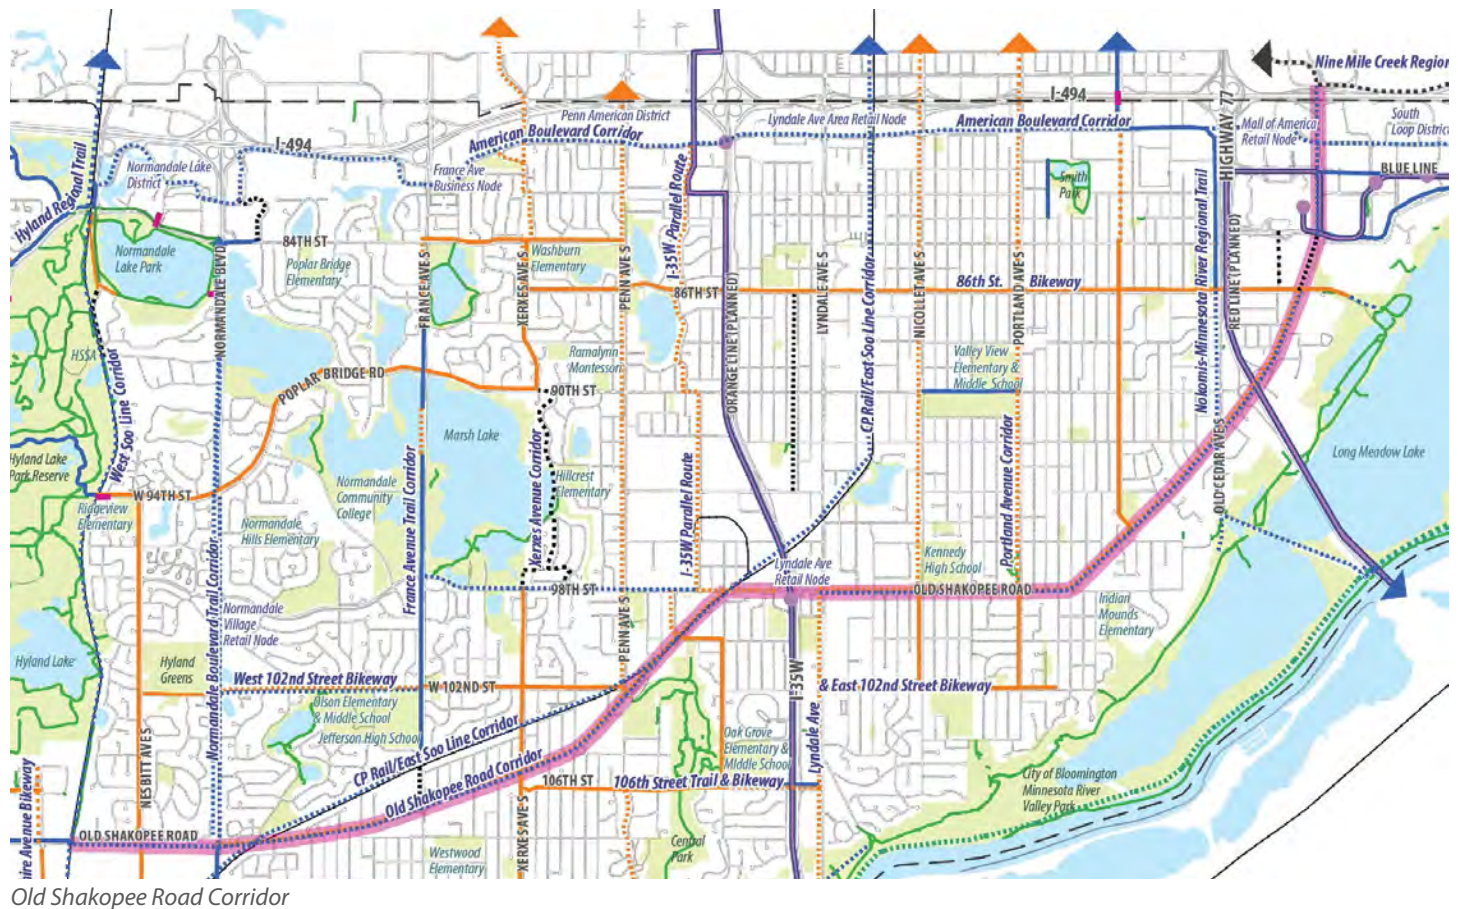 Nine Mile Creek Region
I-494
Penn American District
Lyndale Ave Area Retail Node
American Boulevard Corridor
HIGHWAY 77
Mall of America
Retail Node
South
Loop District
American Boulevard Corridor
I-494
Hyland Regional Trail
Normandale Lake
District
France Ave
Business Node
I-35W Parallel Route
Smith
Park
BLUE LINE
Normandale
Lake Park
84TH ST
Poplar Bridge
Elementary
Washburn
Elementary
NORMANDALE BLVD
FRANCE AVE S
XERXES AVE S
PENN AVE S
86TH ST
ORANGE LINE (PLANNED)
LYNDALE AVE S
CP Rail/East Soo Line Corridor
NICOLLET AVE S
86th St.
Bikeway
PORTLAND AVE S
Nokomis-Minnesota River Regional Trail
RED LINE (PLANNED)
HSSA
West Soo Line Corridor
POPLAR BRIDGE RD
Ramalynn
Montessori
90TH ST
Valley View
Elementary &
Middle School
Marsh Lake
Hyland Lake
Park Reserve
W 94TH ST
Ridgeview
Elementary
Normandale
Community
College
Normandale
Hills Elementary
France Avenue Trail Corridor
Xerxes Avenue Corridor
Hillcrest
Elementary
I-35W Parallel Route
Portland Avenue Corridor
OLD CEDAR AVE S
Long Meadow Lake
Kennedy
High School
Lyndale Ave
Retail Node
98TH ST
OLD SHAKOPEE ROAD
Indian
Mounds
Elementary
Normandale Boulevard Trail Corridor
Normandale
Village
Retail Node
Hyland Lake
Hyland
Greens
West 102nd Street Bikeway
W 102ND ST
PENN AVE S
I-35W
& East 102nd Street Bikeway
Olson Elementary
& Middle School
Jefferson High School
CP Rail/East Soo Line Corridor
Old Shakopee Road Corridor
Oak Grove
Elementary &
Middle School
Lyndale Ave
NESBITT AVE S
106TH ST
106th Street Trail & Bikeway
City of Bloomington
Minnesota River
Valley Park
ire Avenue Bikeway
OLD SHAKOPEE ROAD
XERXES AVE S
Westwood
Elementary
Central
Park
Old Shakopee Road Corridor